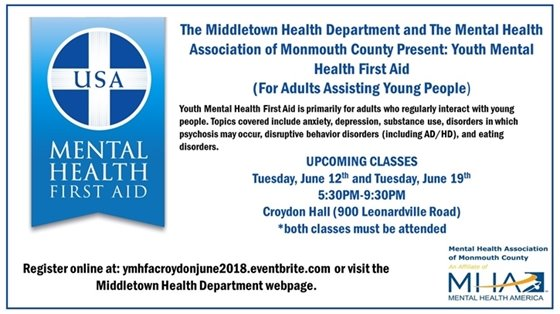 The Middletown Health Department and The Mental Health
Association of Monmouth County Present: Youth Mental
Health First Aid
(For Adults Assisting Young People)
USA
MENTAL
HEALTH
FIRST AID
Youth Mental Health First Aid is primarily for adults who regularly interact with young
people. Topics covered include anxiety, depression, substance use, disorders in which
psychosis may occur, disruptive behavior disorders (including AD/HD), and eating
disorders.
UPCOMING CLASSES
Tuesday, June 12th and Tuesday, June 19th
5:30PM-9:30PM
Croydon Hall (900 Leonardville Road)
*both classes must be attended
Register online at: ymhfacroydonjune2018.eventbrite.com or visit the
Middletown Health Department webpage.
Mental Health Association
of Monmouth County
An Affiliate of
MHA
MENTAL HEALTH AMERICA